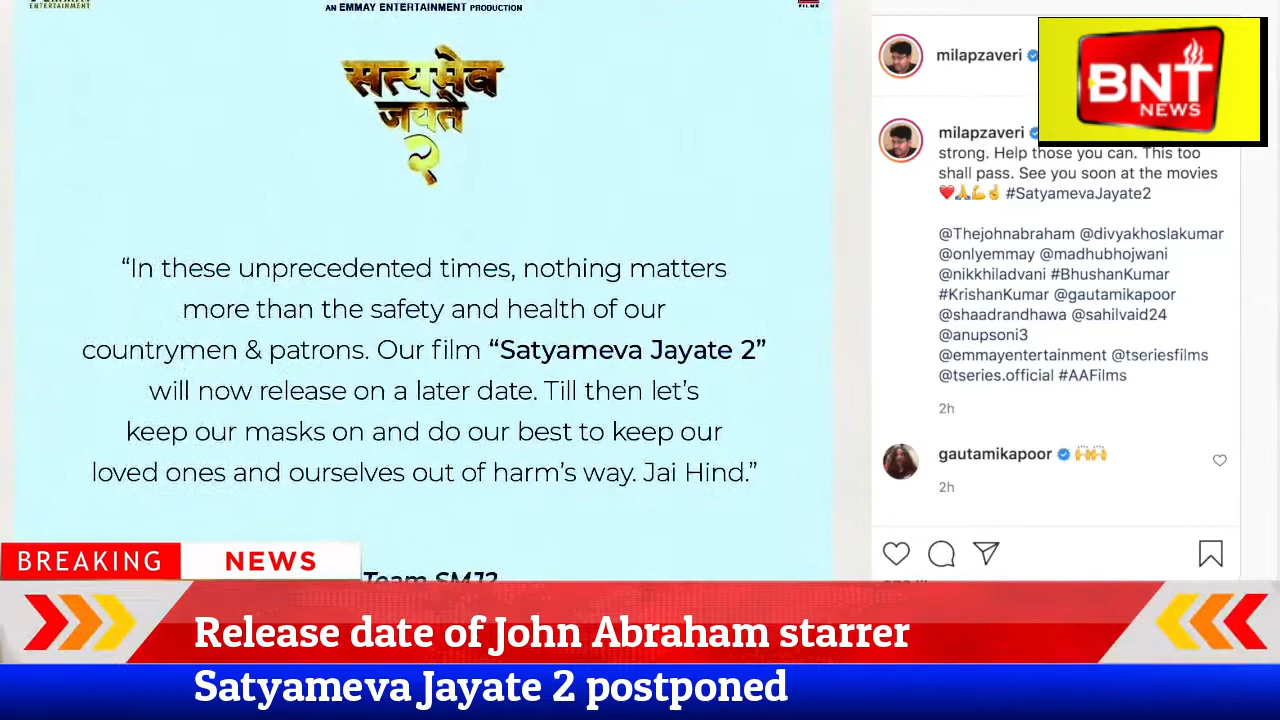 ENTERTAINMENT
AN EMMAY ENTERTAINMENT PRODUCTION
FILMS
सत्यमेव
जयते
२
“In these unprecedented times, nothing matters
more than the safety and health of our
countrymen & patrons. Our film “Satyameva Jayate 2”
will now release on a later date. Till then let’s
keep our masks on and do our best to keep our
loved ones and ourselves out of harm’s way. Jai Hind.”
Team SMJ2
milapzaveri
BNT
NEWS
milapzaveri
strong. Help those you can. This too
shall pass. See you soon at the movies
❤️🙏💪🤞 #SatyamevaJayate2
@Thejohnabraham @divyakhoslakumar
@onlyemmay @madhubhojwani
@nikkhiladvani #BhushanKumar
#KrishanKumar @gautamikapoor
@shaadrandhawa @sahilvaid24
@anupsoni3
@emmayentertainment @tseriesfilms
@tseries.official #AAFilms
2h
gautamikapoor 🙌🙌
2h
BREAKING NEWS
Release date of John Abraham starrer
Satyameva Jayate 2 postponed